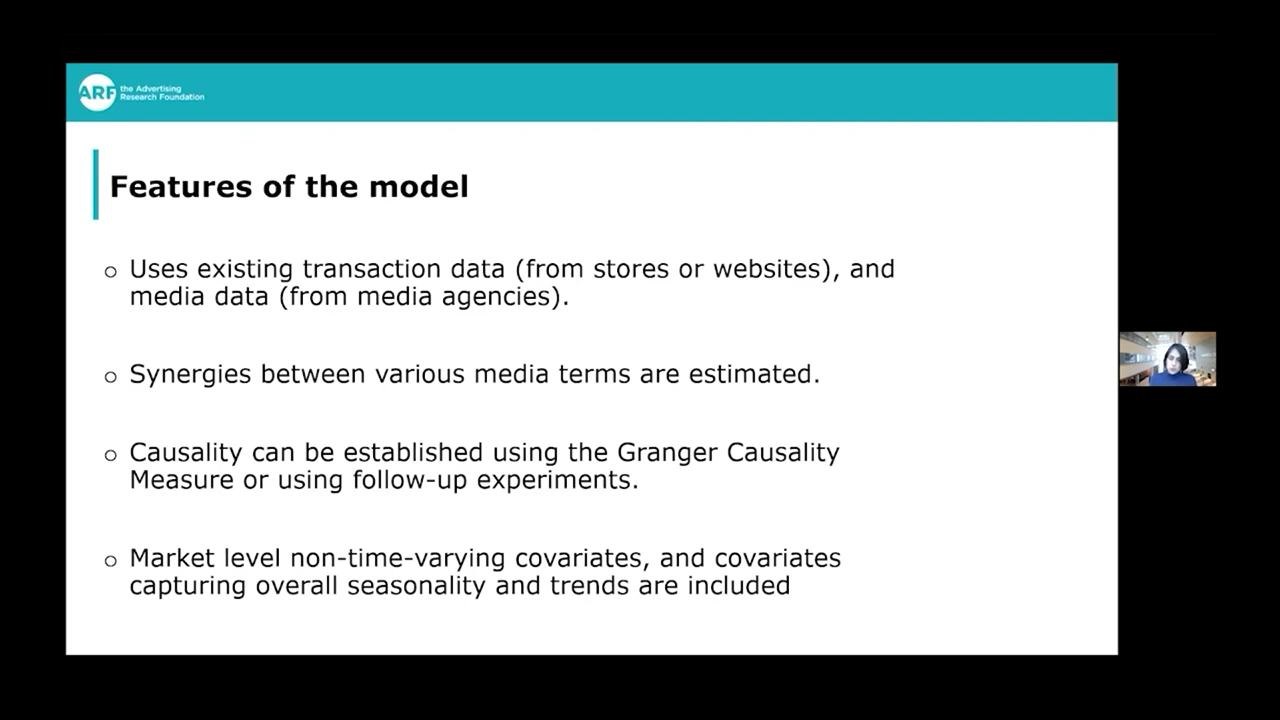 ARF the Advertising
Research Foundation
Features of the model
○ Uses existing transaction data (from stores or websites), and
media data (from media agencies).
○ Synergies between various media terms are estimated.
○ Causality can be established using the Granger Causality
Measure or using follow-up experiments.
○ Market level non-time-varying covariates, and covariates
capturing overall seasonality and trends are included